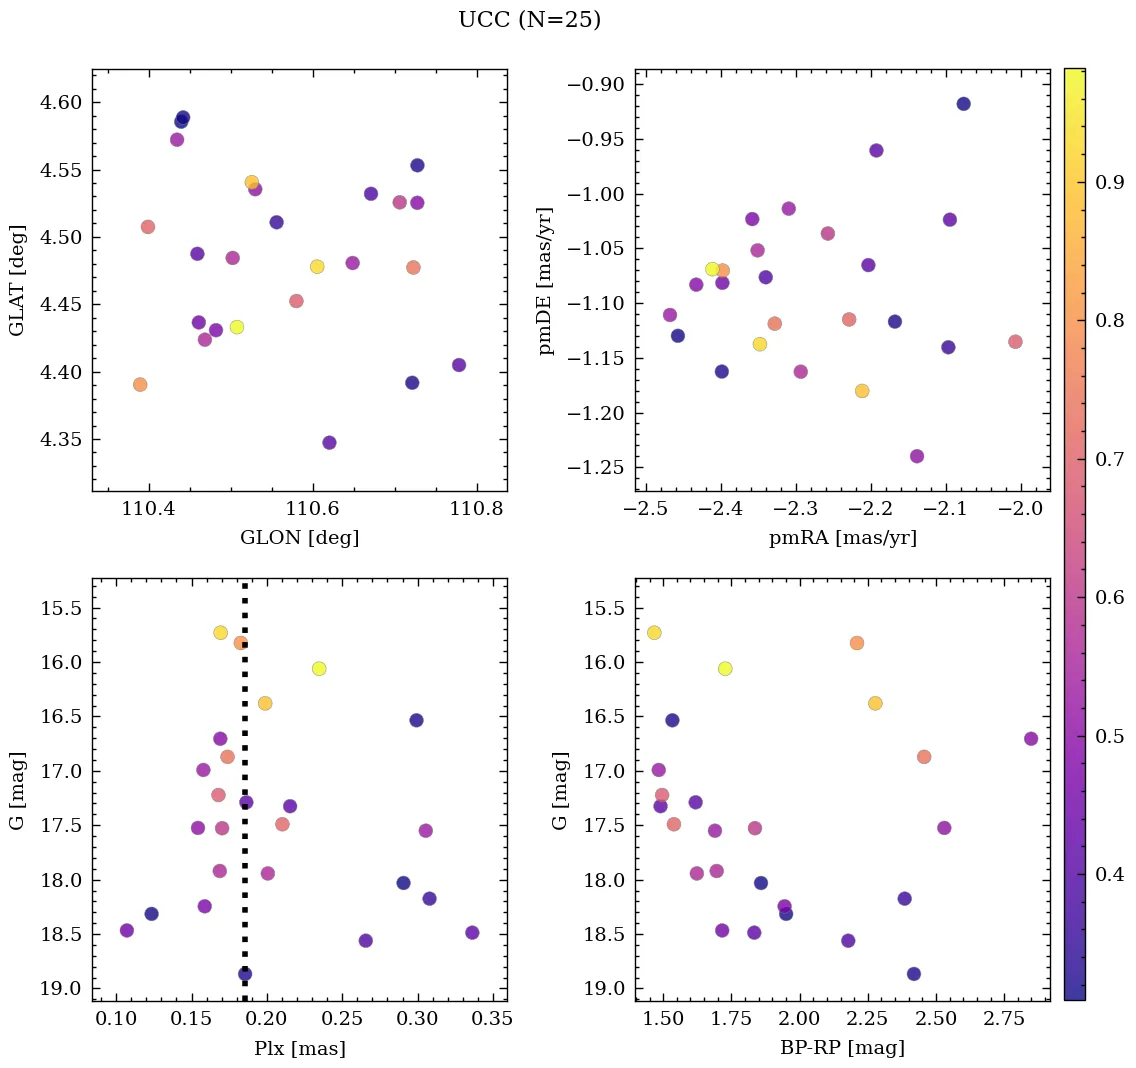 UCC (N=25)
4.60
4.55
4.50
4.45
4.40
4.35
GLAT [deg]
110.4 110.6 110.8
GLON [deg]
−0.90
−0.95
−1.00
−1.05
−1.10
−1.15
−1.20
−1.25
pmDE [mas/yr]
−2.5 −2.4 −2.3 −2.2 −2.1 −2.0
pmRA [mas/yr]
15.5
16.0
16.5
17.0
17.5
18.0
18.5
19.0
G [mag]
0.10 0.15 0.20 0.25 0.30 0.35
Plx [mas]
15.5
16.0
16.5
17.0
17.5
18.0
18.5
19.0
G [mag]
1.50 1.75 2.00 2.25 2.50 2.75
BP-RP [mag]
0.9
0.8
0.7
0.6
0.5
0.4